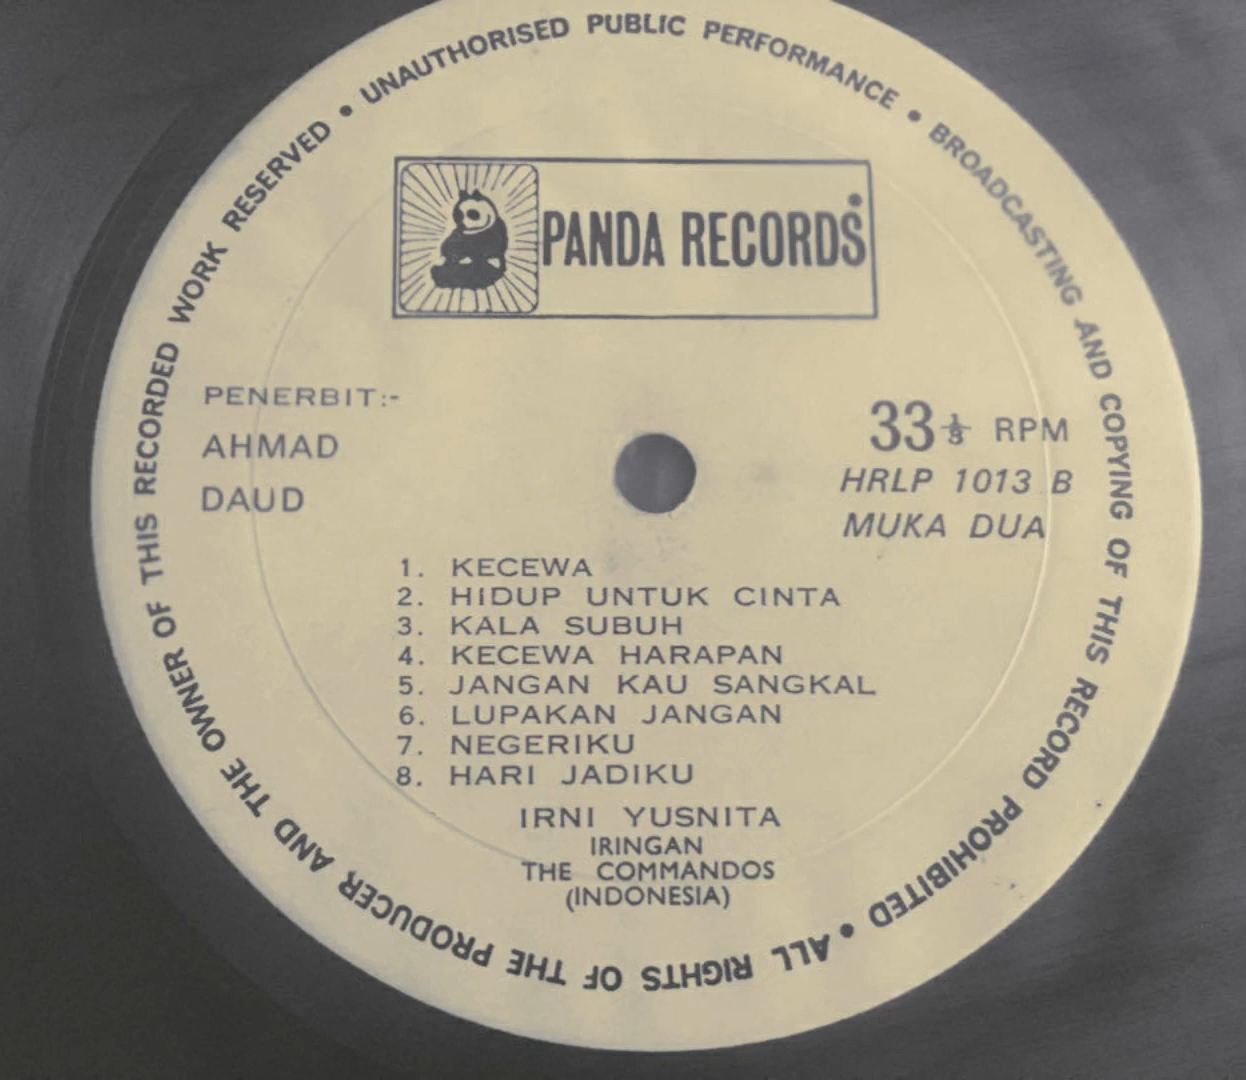 UNAUTHORISED PUBLIC PERFORMANCE • BROADCASTING AND COPYING OF THIS RECORD PROHIBITED • ALL RIGHTS OF THE PRODUCER AND THE OWNER OF THIS RECORDED WORK RESERVED •
PANDA RECORDS
PENERBIT:-
AHMAD
DAUD
33 1/3 RPM
HRLP 1013 B
MUKA DUA
1. KECEWA
2. HIDUP UNTUK CINTA
3. KALA SUBUH
4. KECEWA HARAPAN
5. JANGAN KAU SANGKAL
6. LUPAKAN JANGAN
7. NEGERIKU
8. HARI JADIKU
IRNI YUSNITA
IRINGAN
THE COMMANDOS
(INDONESIA)